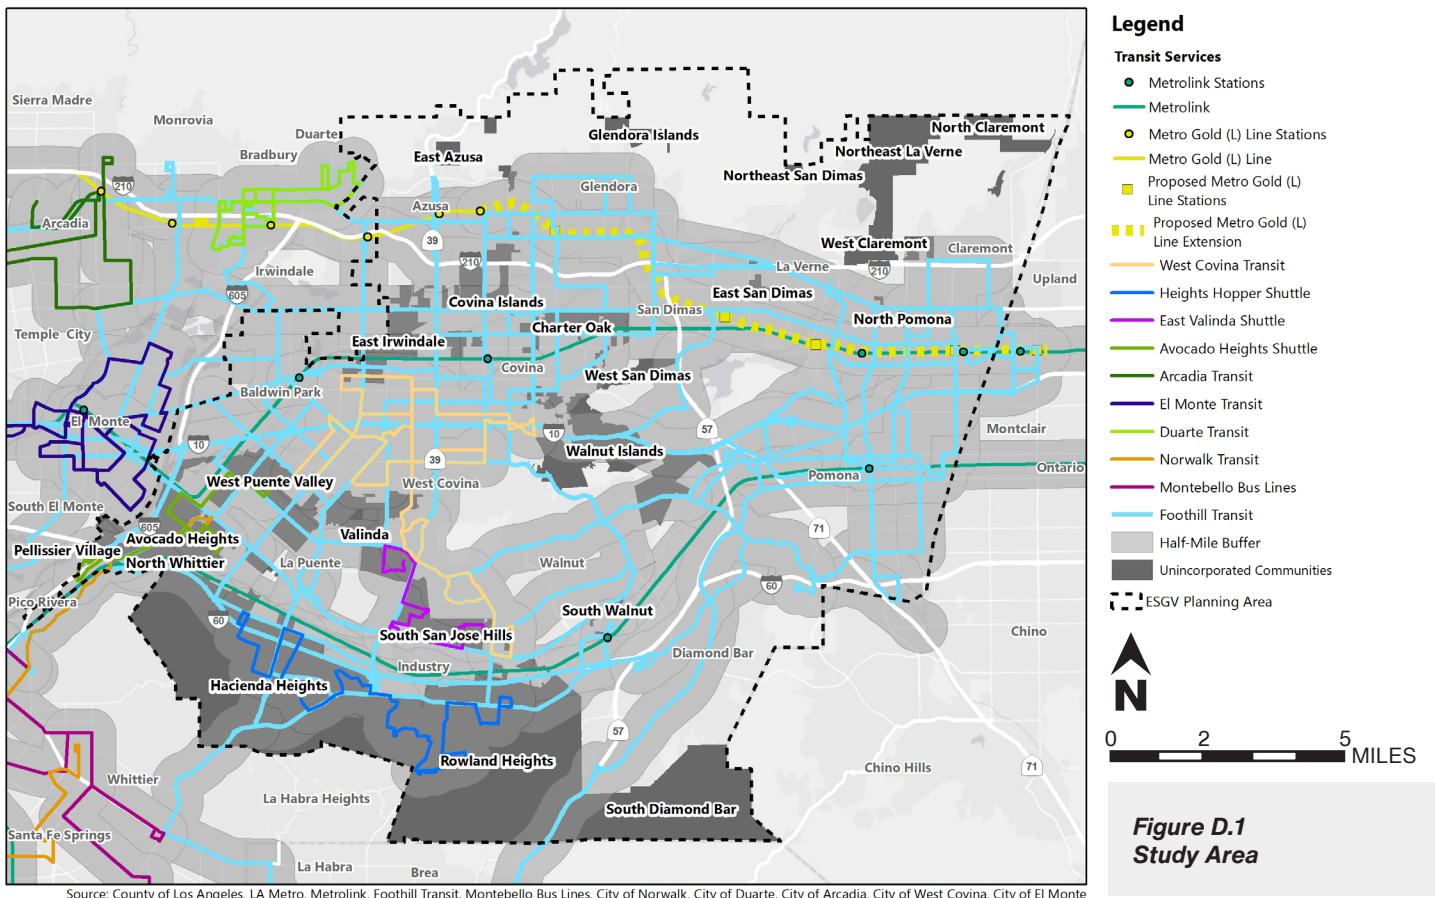 Sierra Madre
Monrovia
Duarte
Bradbury
Glendora Islands
North Claremont
Northeast La Verne
East Azusa
Northeast San Dimas
210
Glendora
Arcadia
Azusa
39
West Claremont
Claremont
Irwindale
210
La Verne
210
Upland
605
Covina Islands
East San Dimas
San Dimas
Temple City
Charter Oak
North Pomona
East Irwindale
Covina
West San Dimas
Baldwin Park
El Monte
10
10
57
Montclair
Walnut Islands
39
West Covina
Pomona
Ontario
West Puente Valley
South El Monte
605
Avocado Heights
Valinda
71
Pellissier Village
North Whittier
La Puente
Walnut
60
Pico Rivera
60
South Walnut
South San Jose Hills
Chino
Industry
Diamond Bar
Hacienda Heights
57
Rowland Heights
Chino Hills
71
Whittier
La Habra Heights
South Diamond Bar
Santa Fe Springs
La Habra
Brea
Legend
Transit Services
Metrolink Stations
Metrolink
Metro Gold (L) Line Stations
Metro Gold (L) Line
Proposed Metro Gold (L)
Line Stations
Proposed Metro Gold (L)
Line Extension
West Covina Transit
Heights Hopper Shuttle
East Valinda Shuttle
Avocado Heights Shuttle
Arcadia Transit
El Monte Transit
Duarte Transit
Norwalk Transit
Montebello Bus Lines
Foothill Transit
Half-Mile Buffer
Unincorporated Communities
ESGV Planning Area
N
0 2 5
MILES
Figure D.1
Study Area
Source: County of Los Angeles, LA Metro, Metrolink, Foothill Transit, Montebello Bus Lines, City of Norwalk, City of Duarte, City of Arcadia, City of West Covina, City of El Monte